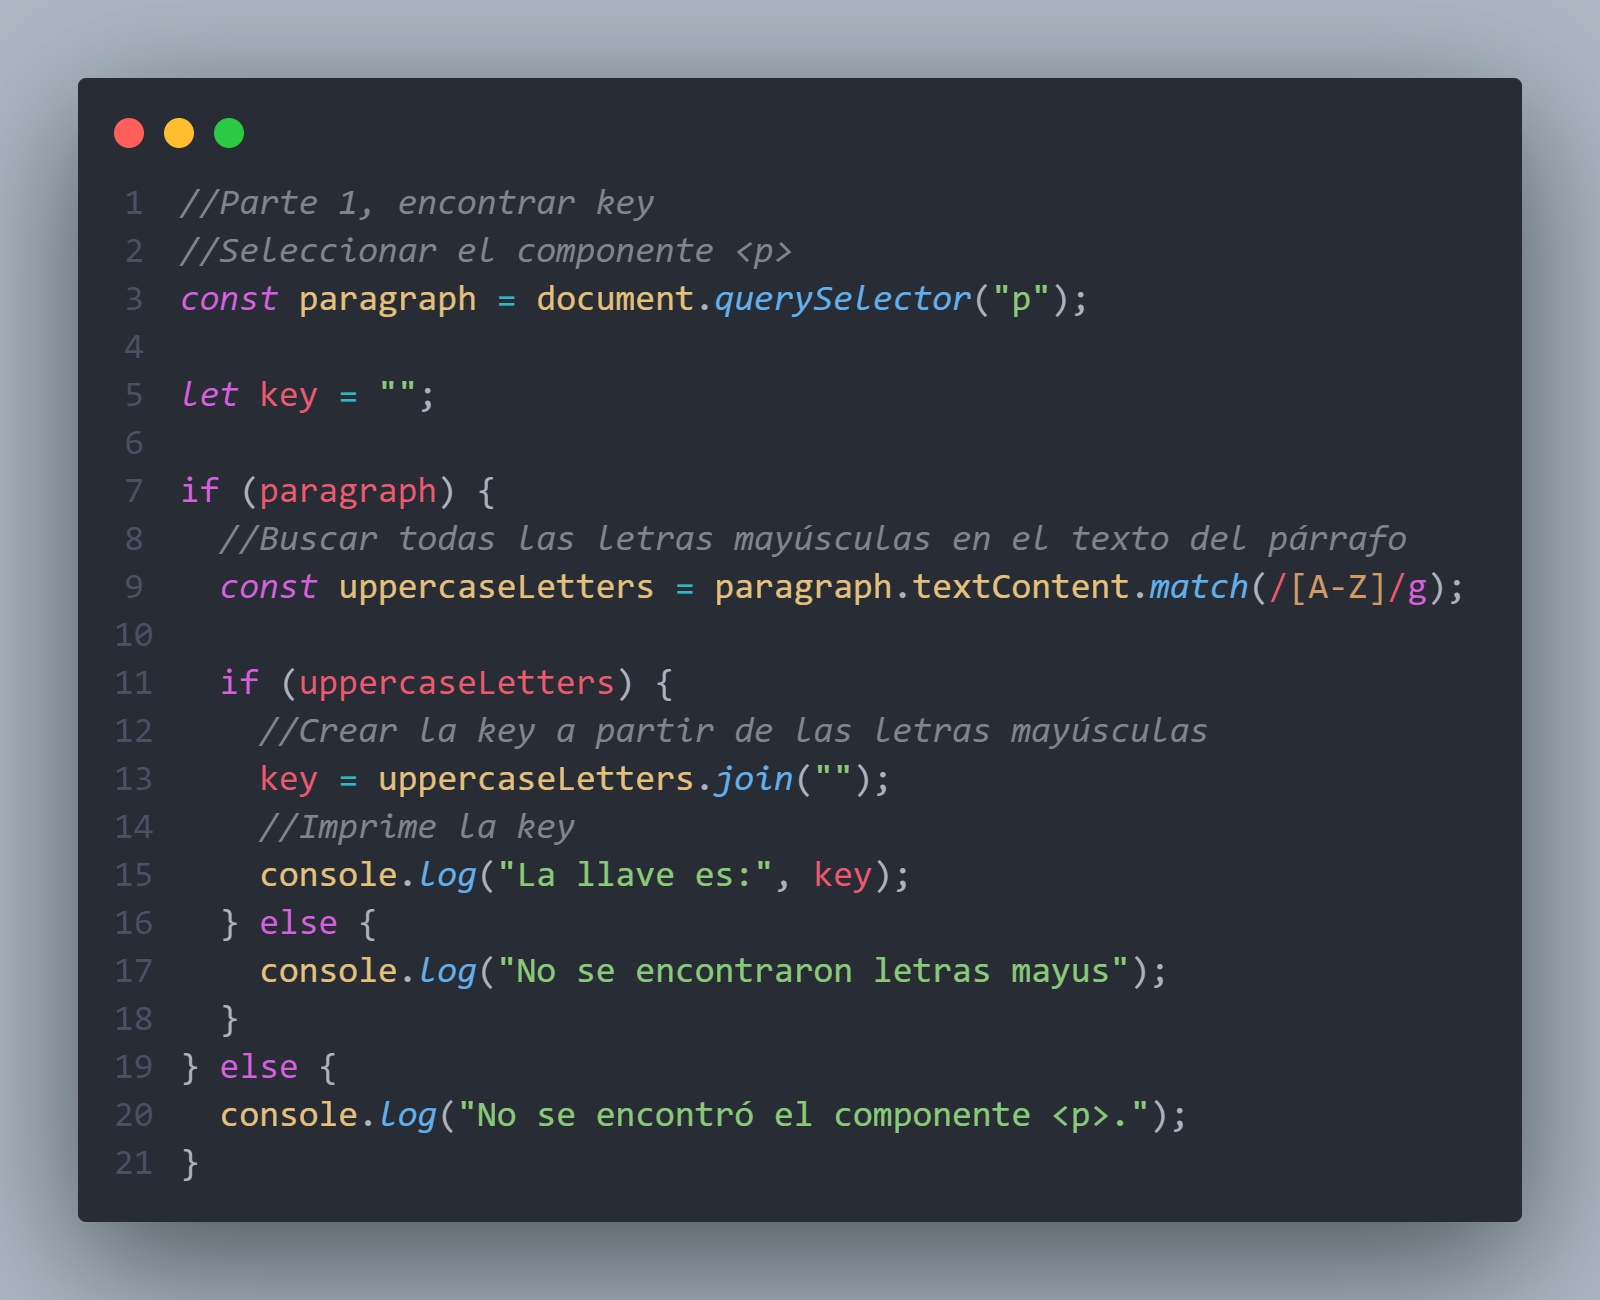 1 //Parte 1, encontrar key
2 //Seleccionar el componente <p>
3 const paragraph = document.querySelector("p");
4
5 let key = "";
6
7 if (paragraph) {
8   //Buscar todas las letras mayúsculas en el texto del párrafo
9   const uppercaseLetters = paragraph.textContent.match(/[A-Z]/g);
10
11   if (uppercaseLetters) {
12     //Crear la key a partir de las letras mayúsculas
13     key = uppercaseLetters.join("");
14     //Imprime la key
15     console.log("La llave es:", key);
16   } else {
17     console.log("No se encontraron letras mayus");
18   }
19 } else {
20   console.log("No se encontró el componente <p>.");
21 }